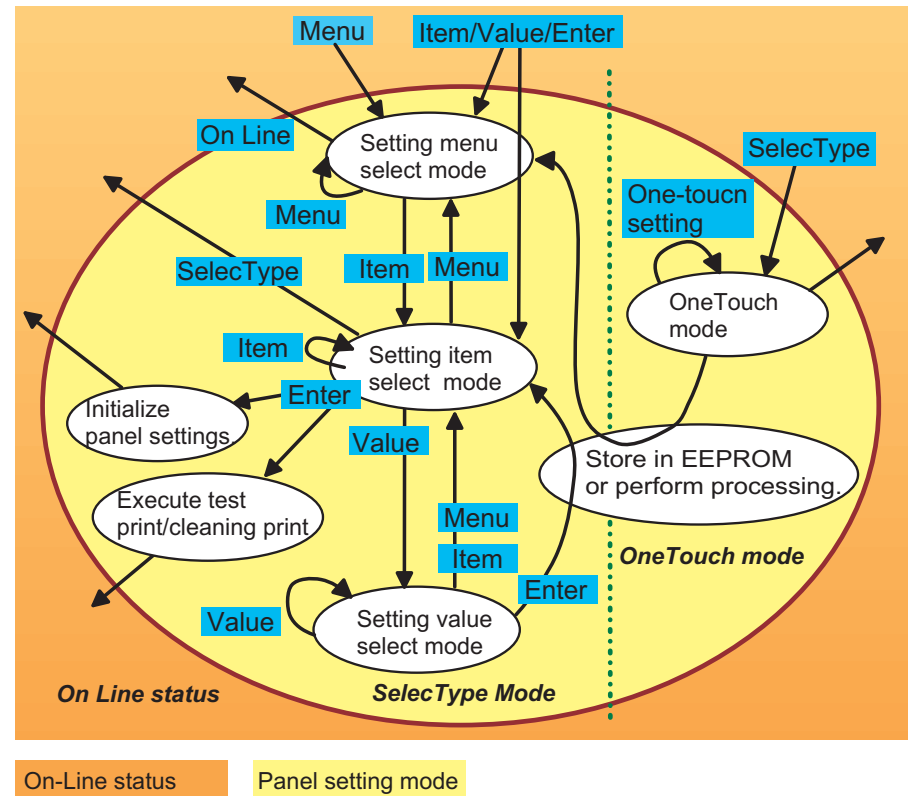 Menu
Item/Value/Enter
On Line
Setting menu
select mode
SelecType
One-toucn
setting
Menu
SelecType
Item
Menu
OneTouch
mode
Item
Setting item
select mode
Enter
Initialize
panel settings.
Value
Store in EEPROM
or perform processing.
Execute test
print/cleaning print
Menu
Item
OneTouch mode
Enter
Value
Setting value
select mode
On Line status
SelecType Mode
On-Line status
Panel setting mode